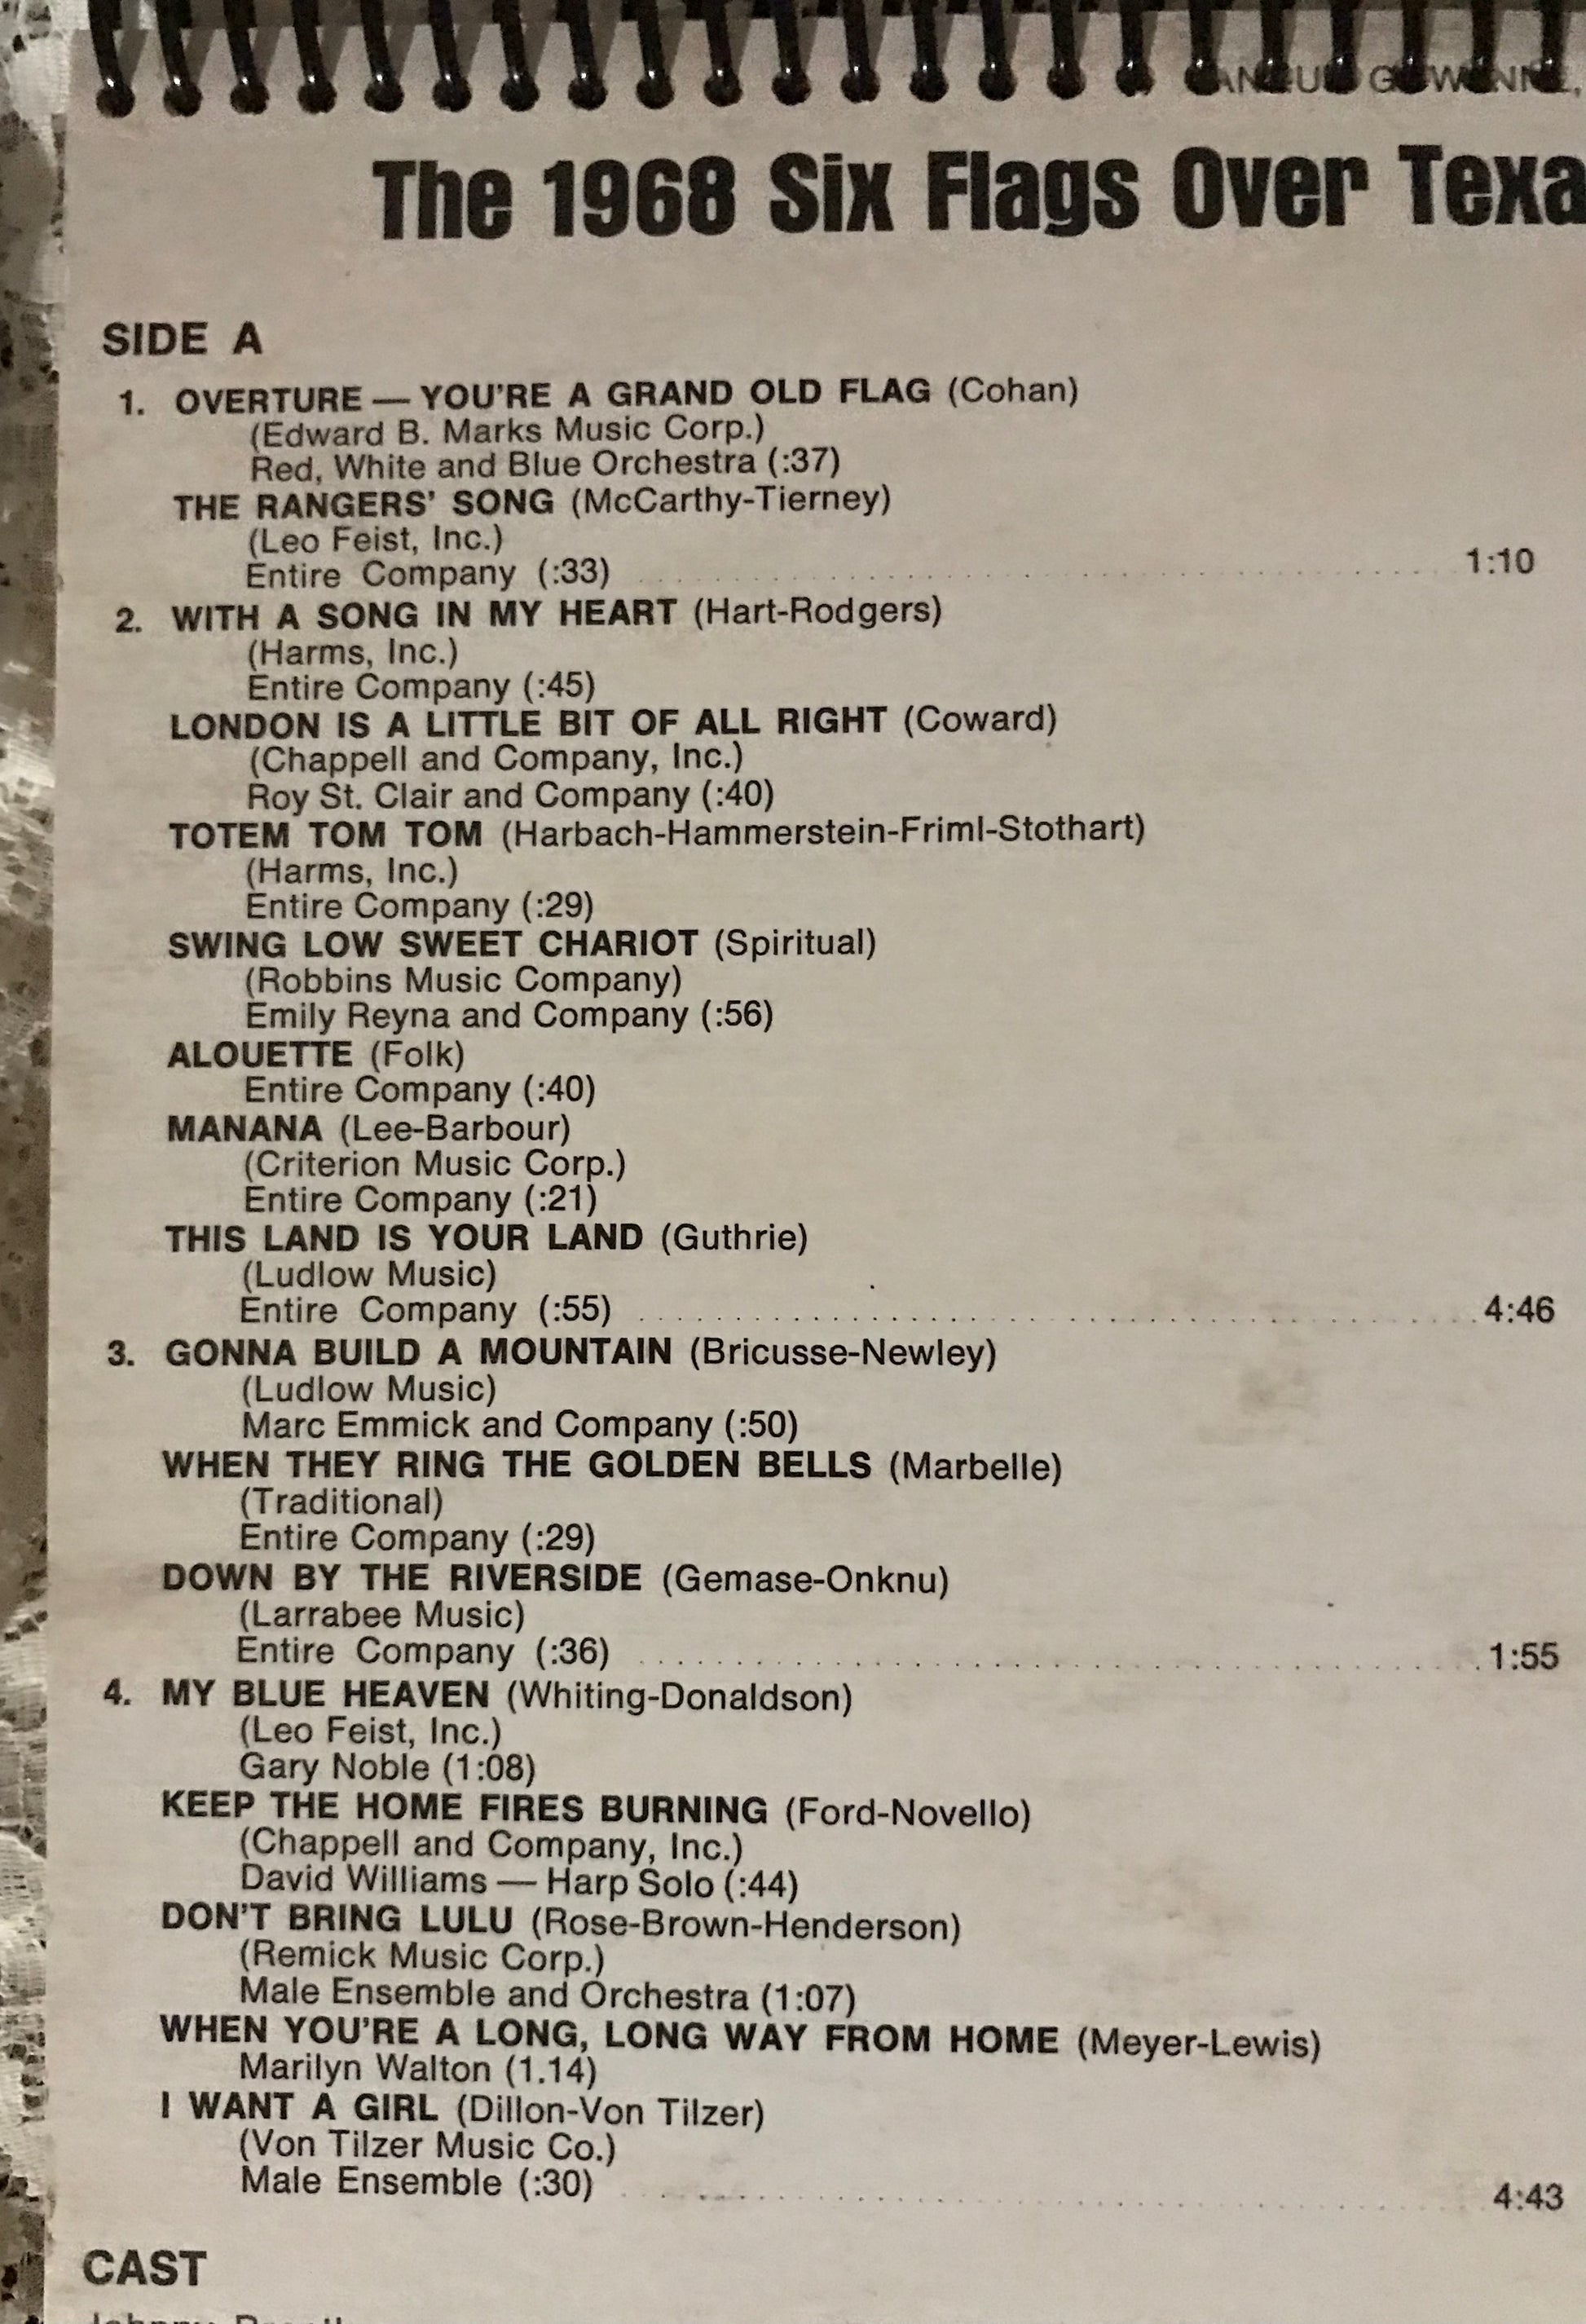 The 1968 Six Flags Over Texa
SIDE A
1. OVERTURE — YOU'RE A GRAND OLD FLAG (Cohan)
(Edward B. Marks Music Corp.)
Red, White and Blue Orchestra (:37)
THE RANGERS' SONG (McCarthy-Tierney)
(Leo Feist, Inc.)
Entire Company (:33) 1:10
2. WITH A SONG IN MY HEART (Hart-Rodgers)
(Harms, Inc.)
Entire Company (:45)
LONDON IS A LITTLE BIT OF ALL RIGHT (Coward)
(Chappell and Company, Inc.)
Roy St. Clair and Company (:40)
TOTEM TOM TOM (Harbach-Hammerstein-Friml-Stothart)
(Harms, Inc.)
Entire Company (:29)
SWING LOW SWEET CHARIOT (Spiritual)
(Robbins Music Company)
Emily Reyna and Company (:56)
ALOUETTE (Folk)
Entire Company (:40)
MANANA (Lee-Barbour)
(Criterion Music Corp.)
Entire Company (:21)
THIS LAND IS YOUR LAND (Guthrie)
(Ludlow Music)
Entire Company (:55) 4:46
3. GONNA BUILD A MOUNTAIN (Bricusse-Newley)
(Ludlow Music)
Marc Emmick and Company (:50)
WHEN THEY RING THE GOLDEN BELLS (Marbelle)
(Traditional)
Entire Company (:29)
DOWN BY THE RIVERSIDE (Gemase-Onknu)
(Larrabee Music)
Entire Company (:36) 1:55
4. MY BLUE HEAVEN (Whiting-Donaldson)
(Leo Feist, Inc.)
Gary Noble (1:08)
KEEP THE HOME FIRES BURNING (Ford-Novello)
(Chappell and Company, Inc.)
David Williams — Harp Solo (:44)
DON'T BRING LULU (Rose-Brown-Henderson)
(Remick Music Corp.)
Male Ensemble and Orchestra (1:07)
WHEN YOU'RE A LONG, LONG WAY FROM HOME (Meyer-Lewis)
Marilyn Walton (1.14)
I WANT A GIRL (Dillon-Von Tilzer)
(Von Tilzer Music Co.)
Male Ensemble (:30) 4:43
CAST